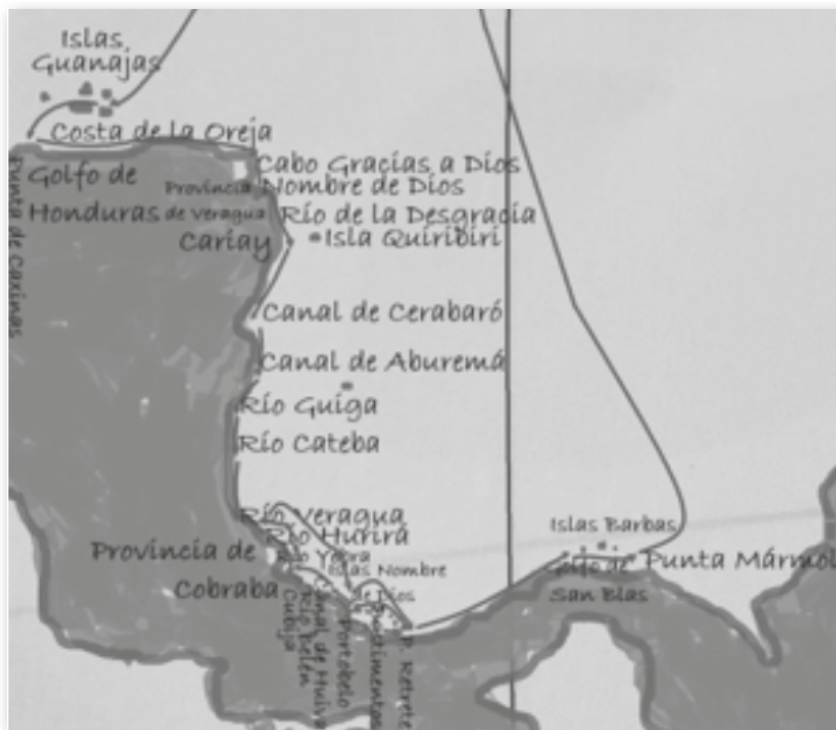 Islas
Guanajas
Costa de la Oreja
Punta de Caxinas
Golfo de
Honduras
Cabo Gracias a Dios
Provincia
de Veragua
Nombre de Dios
Río de la Desgracia
Cariay
Isla Quiribiri
Canal de Cerabaró
Canal de Aburemá
Río Guiga
Río Cateba
Río Veragua
Río Hurirá
Río Yebra
Provincia de
Cobraba
Islas Nombre
de Dios
Islas Barbas
Punta Mármol
Golfo de
San Blas
Cubija
Río Belén
Canal de Huiva
Portobelo
Bastimentos
P. Retrete